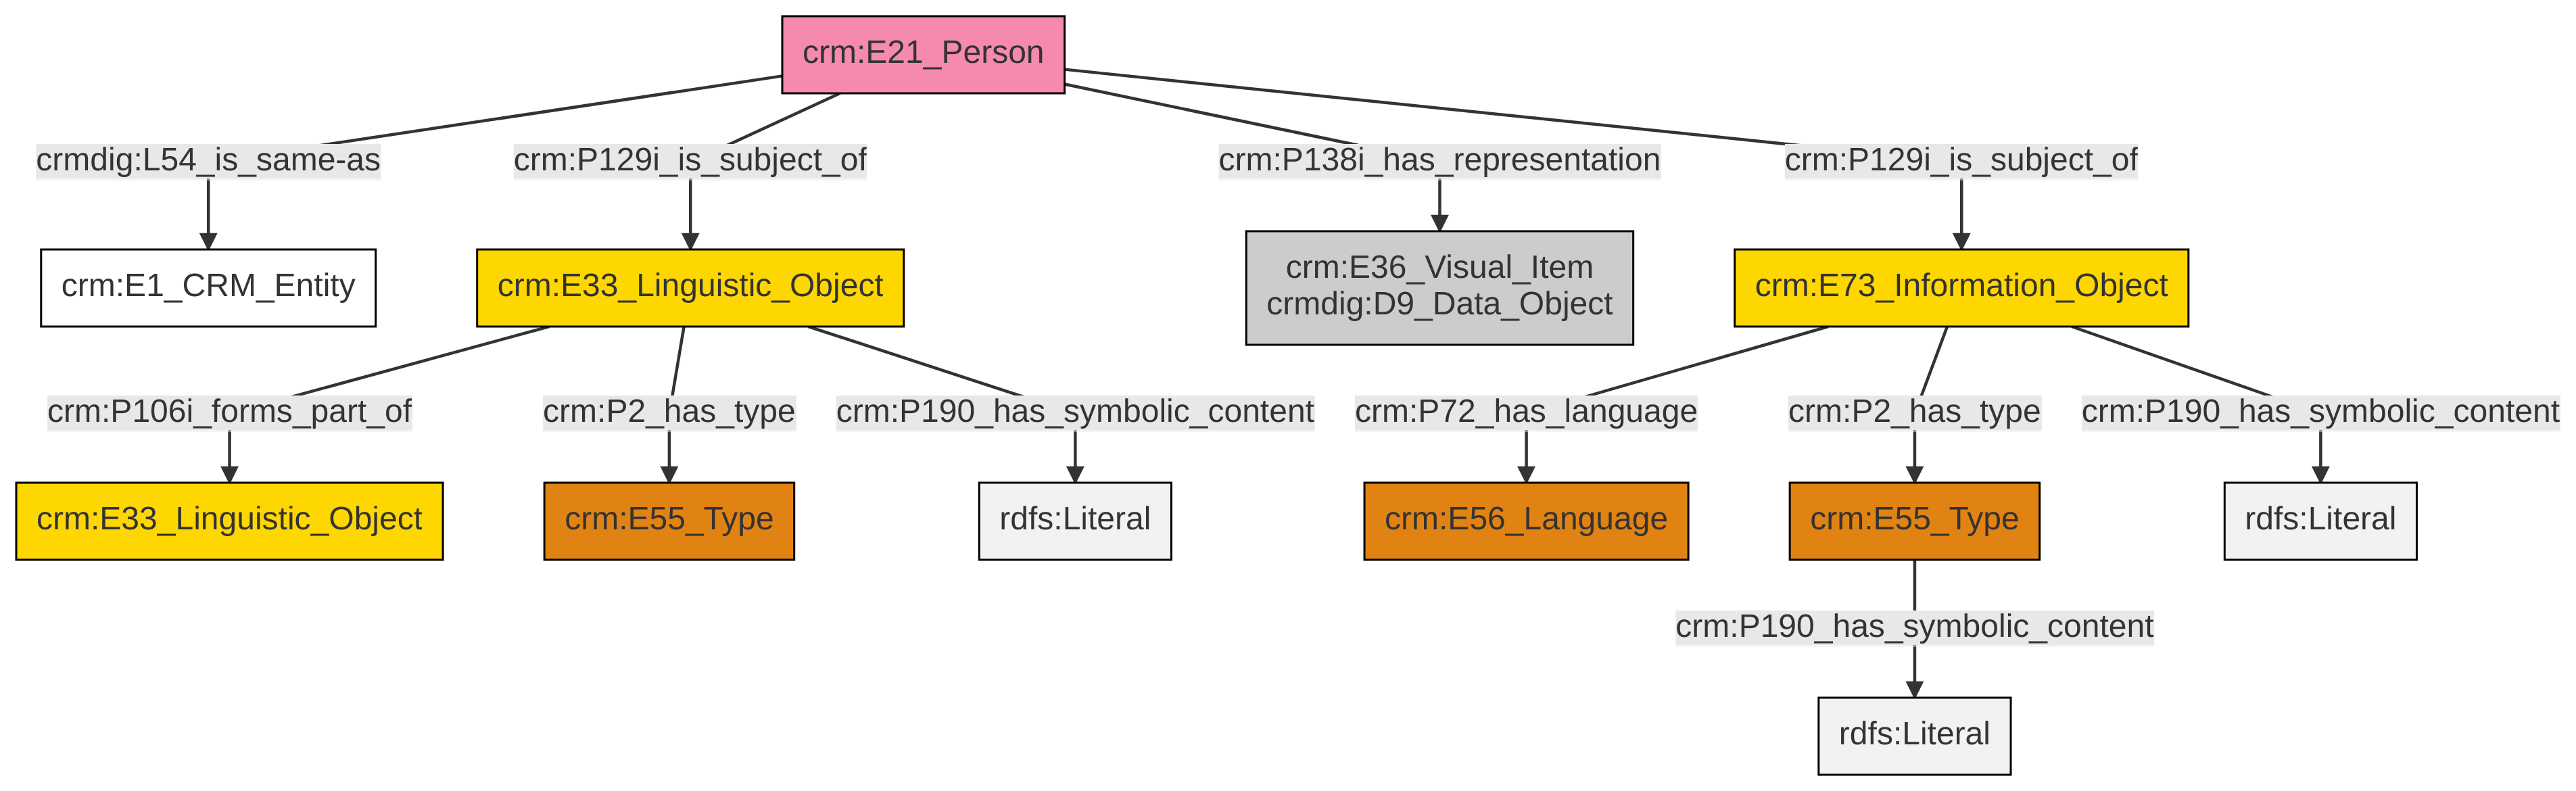 crm:E21_Person
crmdig:L54_is_same-as
crm:P129i_is_subject_of
crm:P138i_has_representation
crm:P129i_is_subject_of
crm:E1_CRM_Entity
crm:E33_Linguistic_Object
crm:E36_Visual_Item
crmdig:D9_Data_Object
crm:E73_Information_Object
crm:P106i_forms_part_of
crm:P2_has_type
crm:P190_has_symbolic_content
crm:P72_has_language
crm:P2_has_type
crm:P190_has_symbolic_content
crm:E33_Linguistic_Object
crm:E55_Type
rdfs:Literal
crm:E56_Language
crm:E55_Type
rdfs:Literal
crm:P190_has_symbolic_content
rdfs:Literal